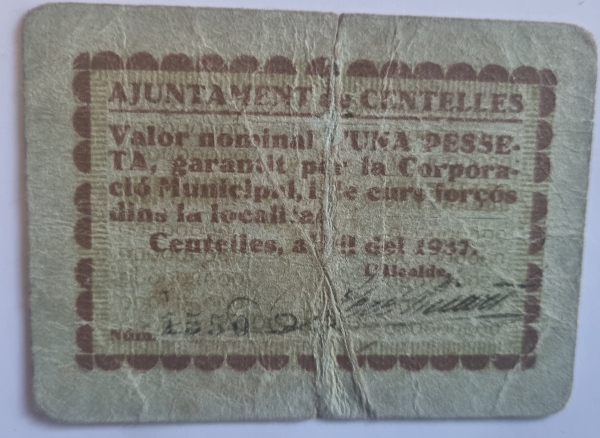 AJUNTAMENT de CENTELLES
Valor nominal d'UNA PESSE-
TA, garantit per la Corpora-
ció Municipal, i de curs forçós
dins la localitat
Centelles, abril del 1937.
L'Alcalde,
Núm.